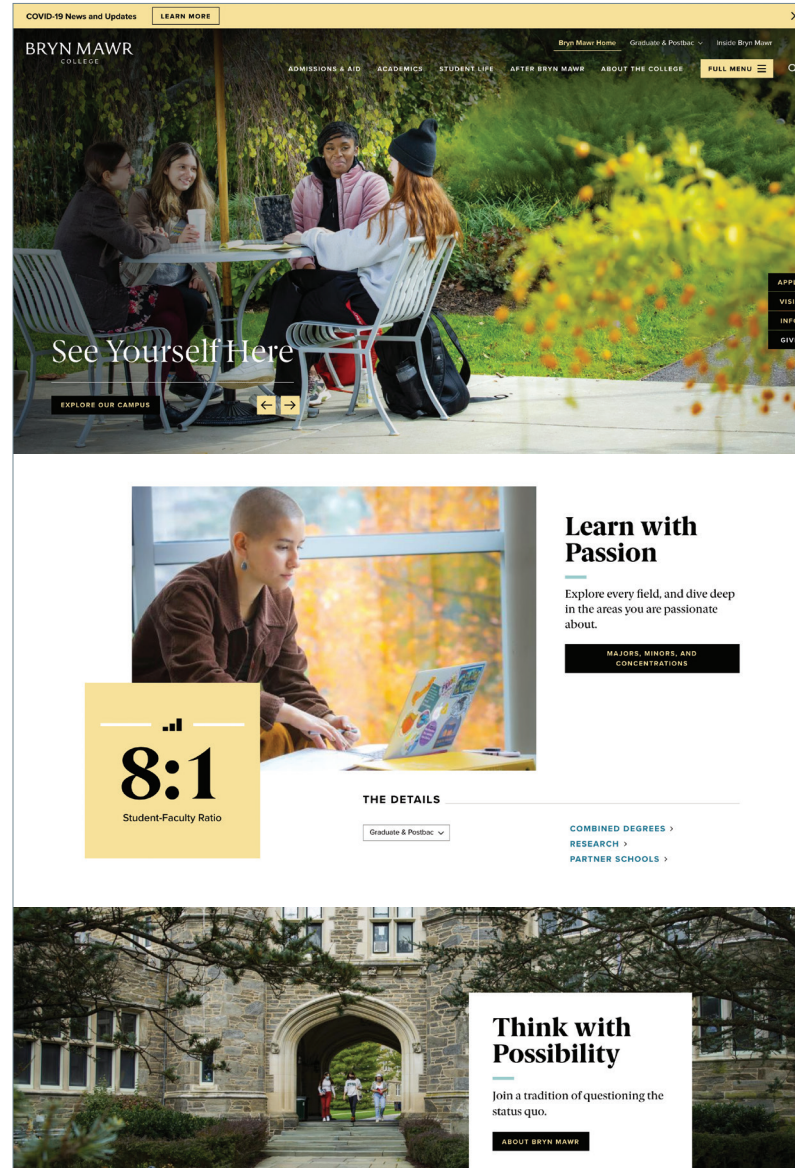 COVID-19 News and Updates LEARN MORE
BRYN MAWR
COLLEGE
Bryn Mawr Home Graduate & Postbac Inside Bryn Mawr
ADMISSIONS & AID ACADEMICS STUDENT LIFE AFTER BRYN MAWR ABOUT THE COLLEGE FULL MENU
APPL
VISI
INFO
GIV
See Yourself Here
EXPLORE OUR CAMPUS
Learn with
Passion
Explore every field, and dive deep
in the areas you are passionate
about.
MAJORS, MINORS, AND
CONCENTRATIONS
8:1
Student-Faculty Ratio
THE DETAILS
Graduate & Postbac
COMBINED DEGREES >
RESEARCH >
PARTNER SCHOOLS >
Think with
Possibility
Join a tradition of questioning the
status quo.
ABOUT BRYN MAWR